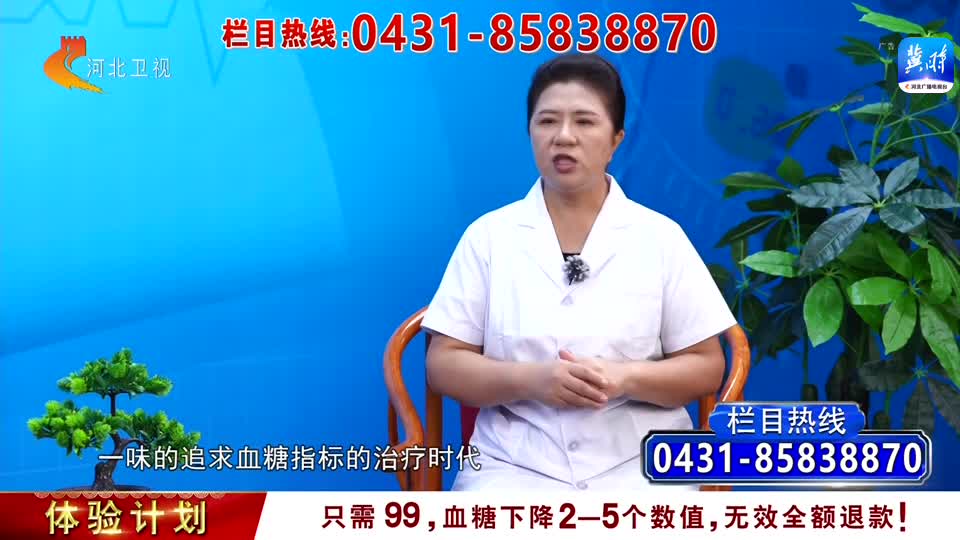 栏目热线:0431-85838870
河北卫视
广告
冀时
河北广播电视台
栏目热线
0431-85838870
一味的追求血糖指标的治疗时代
体验计划
只需99,血糖下降2—5个数值,无效全额退款!